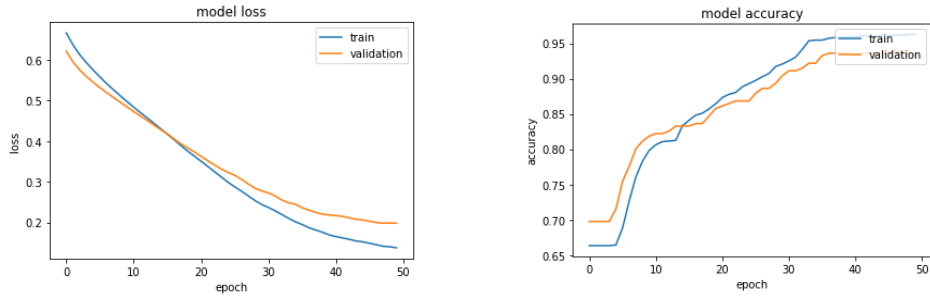 model loss
train
validation
0.6
0.5
0.4
0.3
0.2
loss
0
10
20
30
40
50
epoch
model accuracy
train
validation
0.95
0.90
0.85
0.80
0.75
0.70
0.65
accuracy
0
10
20
30
40
50
epoch